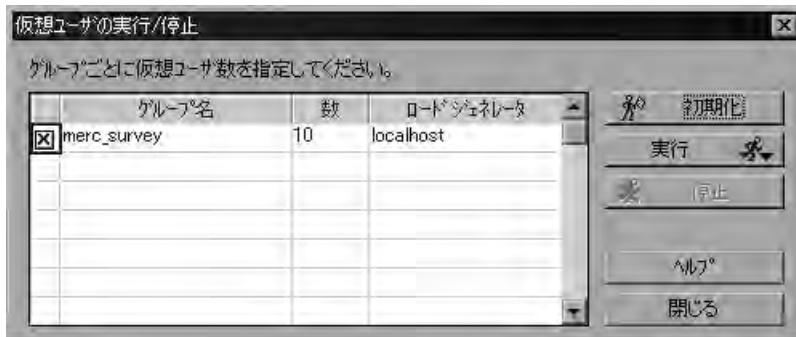 仮想ユーザの実行/停止
グループごとに仮想ユーザ数を指定してください。
グループ名 数 ロードジェネレータ
merc_survey 10 localhost
初期化
実行
停止
ヘルプ
閉じる